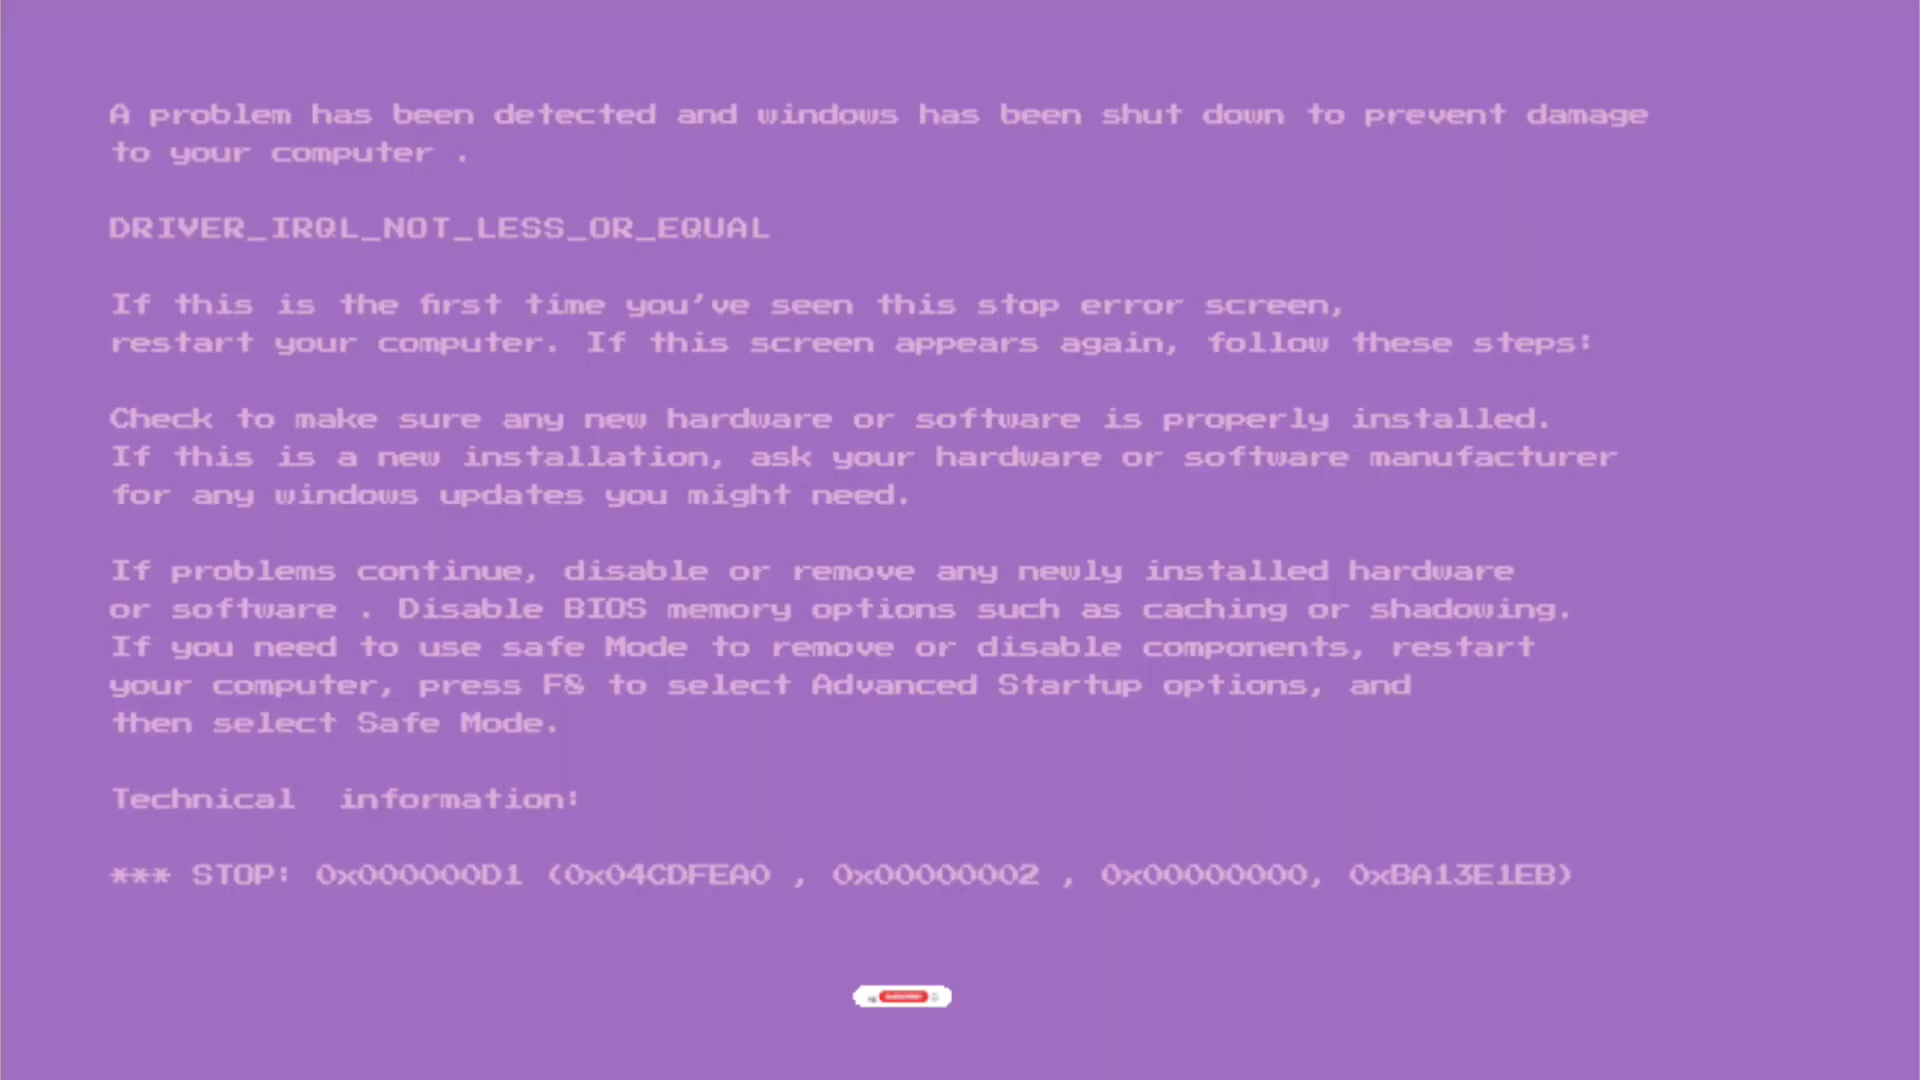 A problem has been detected and windows has been shut down to prevent damage
to your computer .
DRIVER_IRQL_NOT_LESS_OR_EQUAL
If this is the first time you've seen this stop error screen,
restart your computer. If this screen appears again, follow these steps:
Check to make sure any new hardware or software is properly installed.
If this is a new installation, ask your hardware or software manufacturer
for any windows updates you might need.
If problems continue, disable or remove any newly installed hardware
or software . Disable BIOS memory options such as caching or shadowing.
If you need to use safe Mode to remove or disable components, restart
your computer, press F& to select Advanced Startup options, and
then select Safe Mode.
Technical  information:
*** STOP: 0x000000D1 (0x04CDFEA0 , 0x00000002 , 0x00000000, 0xBA13E1EB)